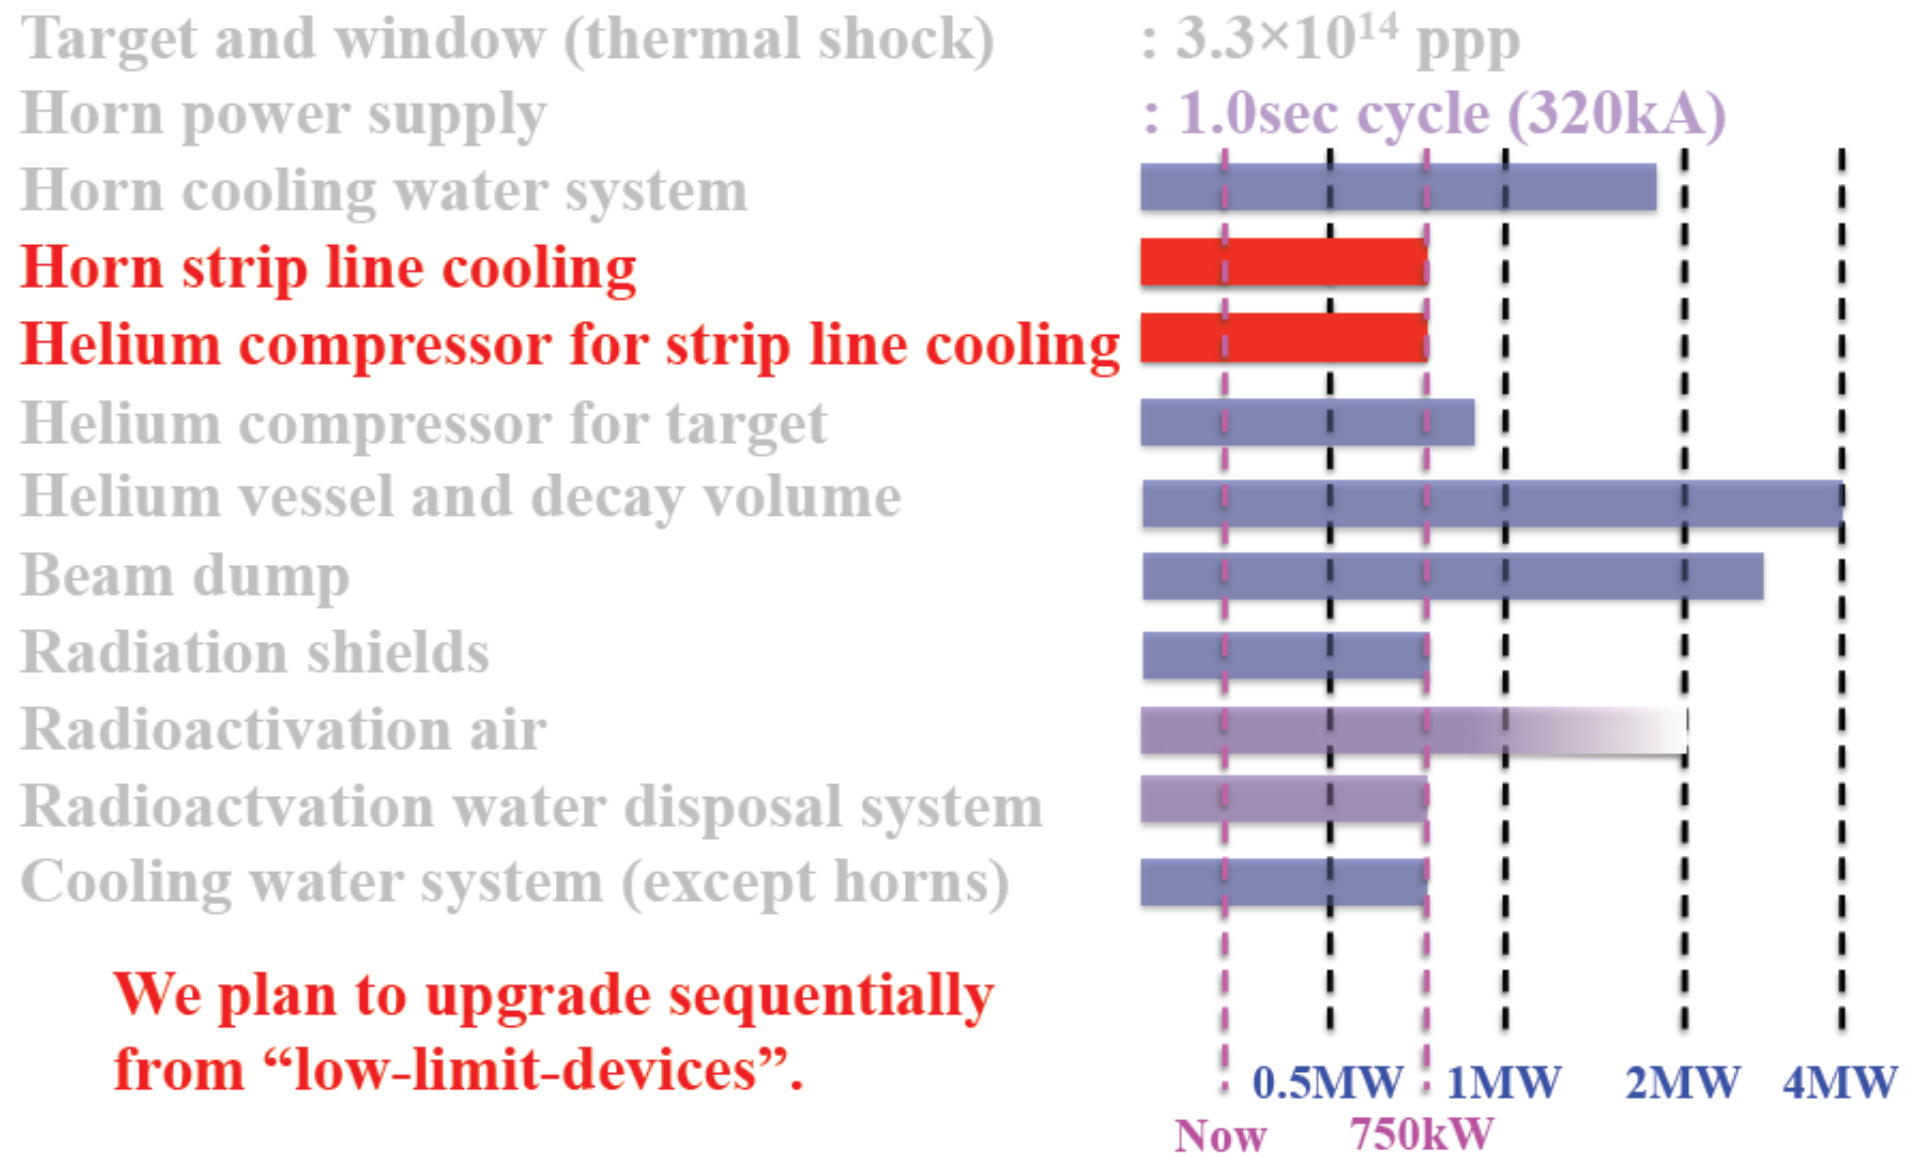 Target and window (thermal shock) : 3.3×10¹⁴ ppp
Horn power supply : 1.0sec cycle (320kA)
Horn cooling water system
Horn strip line cooling
Helium compressor for strip line cooling
Helium compressor for target
Helium vessel and decay volume
Beam dump
Radiation shields
Radioactivation air
Radioactvation water disposal system
Cooling water system (except horns)
We plan to upgrade sequentially
from “low-limit-devices”.
0.5MW 1MW 2MW 4MW
Now 750kW